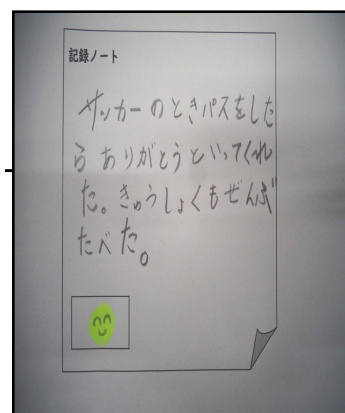 記録ノート
サッカーのときパスをした
らありがとうといってくれ
た。きゅうしょくもぜんぶ
たべた。